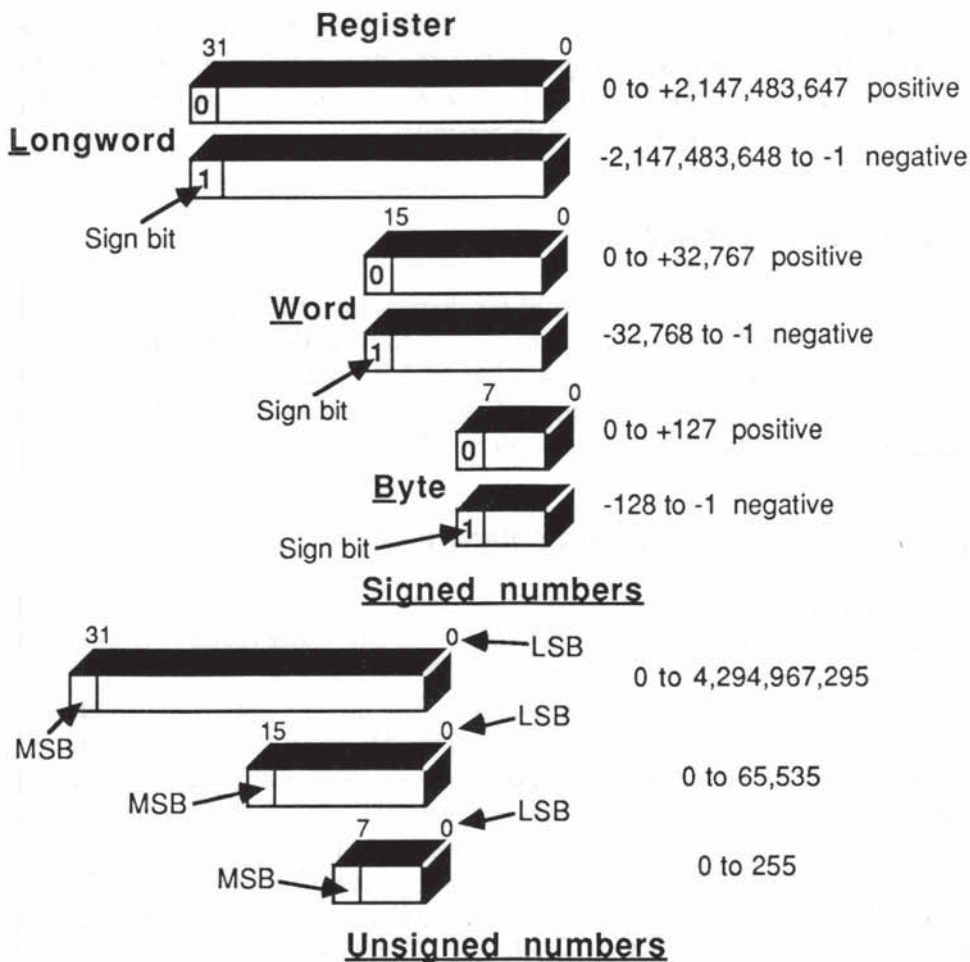 Register
31 0
0 0 to +2,147,483,647 positive
Longword
1 -2,147,483,648 to -1 negative
Sign bit
15 0
0 0 to +32,767 positive
Word
1 -32,768 to -1 negative
Sign bit
7 0
0 0 to +127 positive
Byte
1 -128 to -1 negative
Sign bit
Signed numbers
31 0 LSB
0 to 4,294,967,295
MSB
15 0 LSB
MSB 0 to 65,535
7 0 LSB
MSB 0 to 255
Unsigned numbers